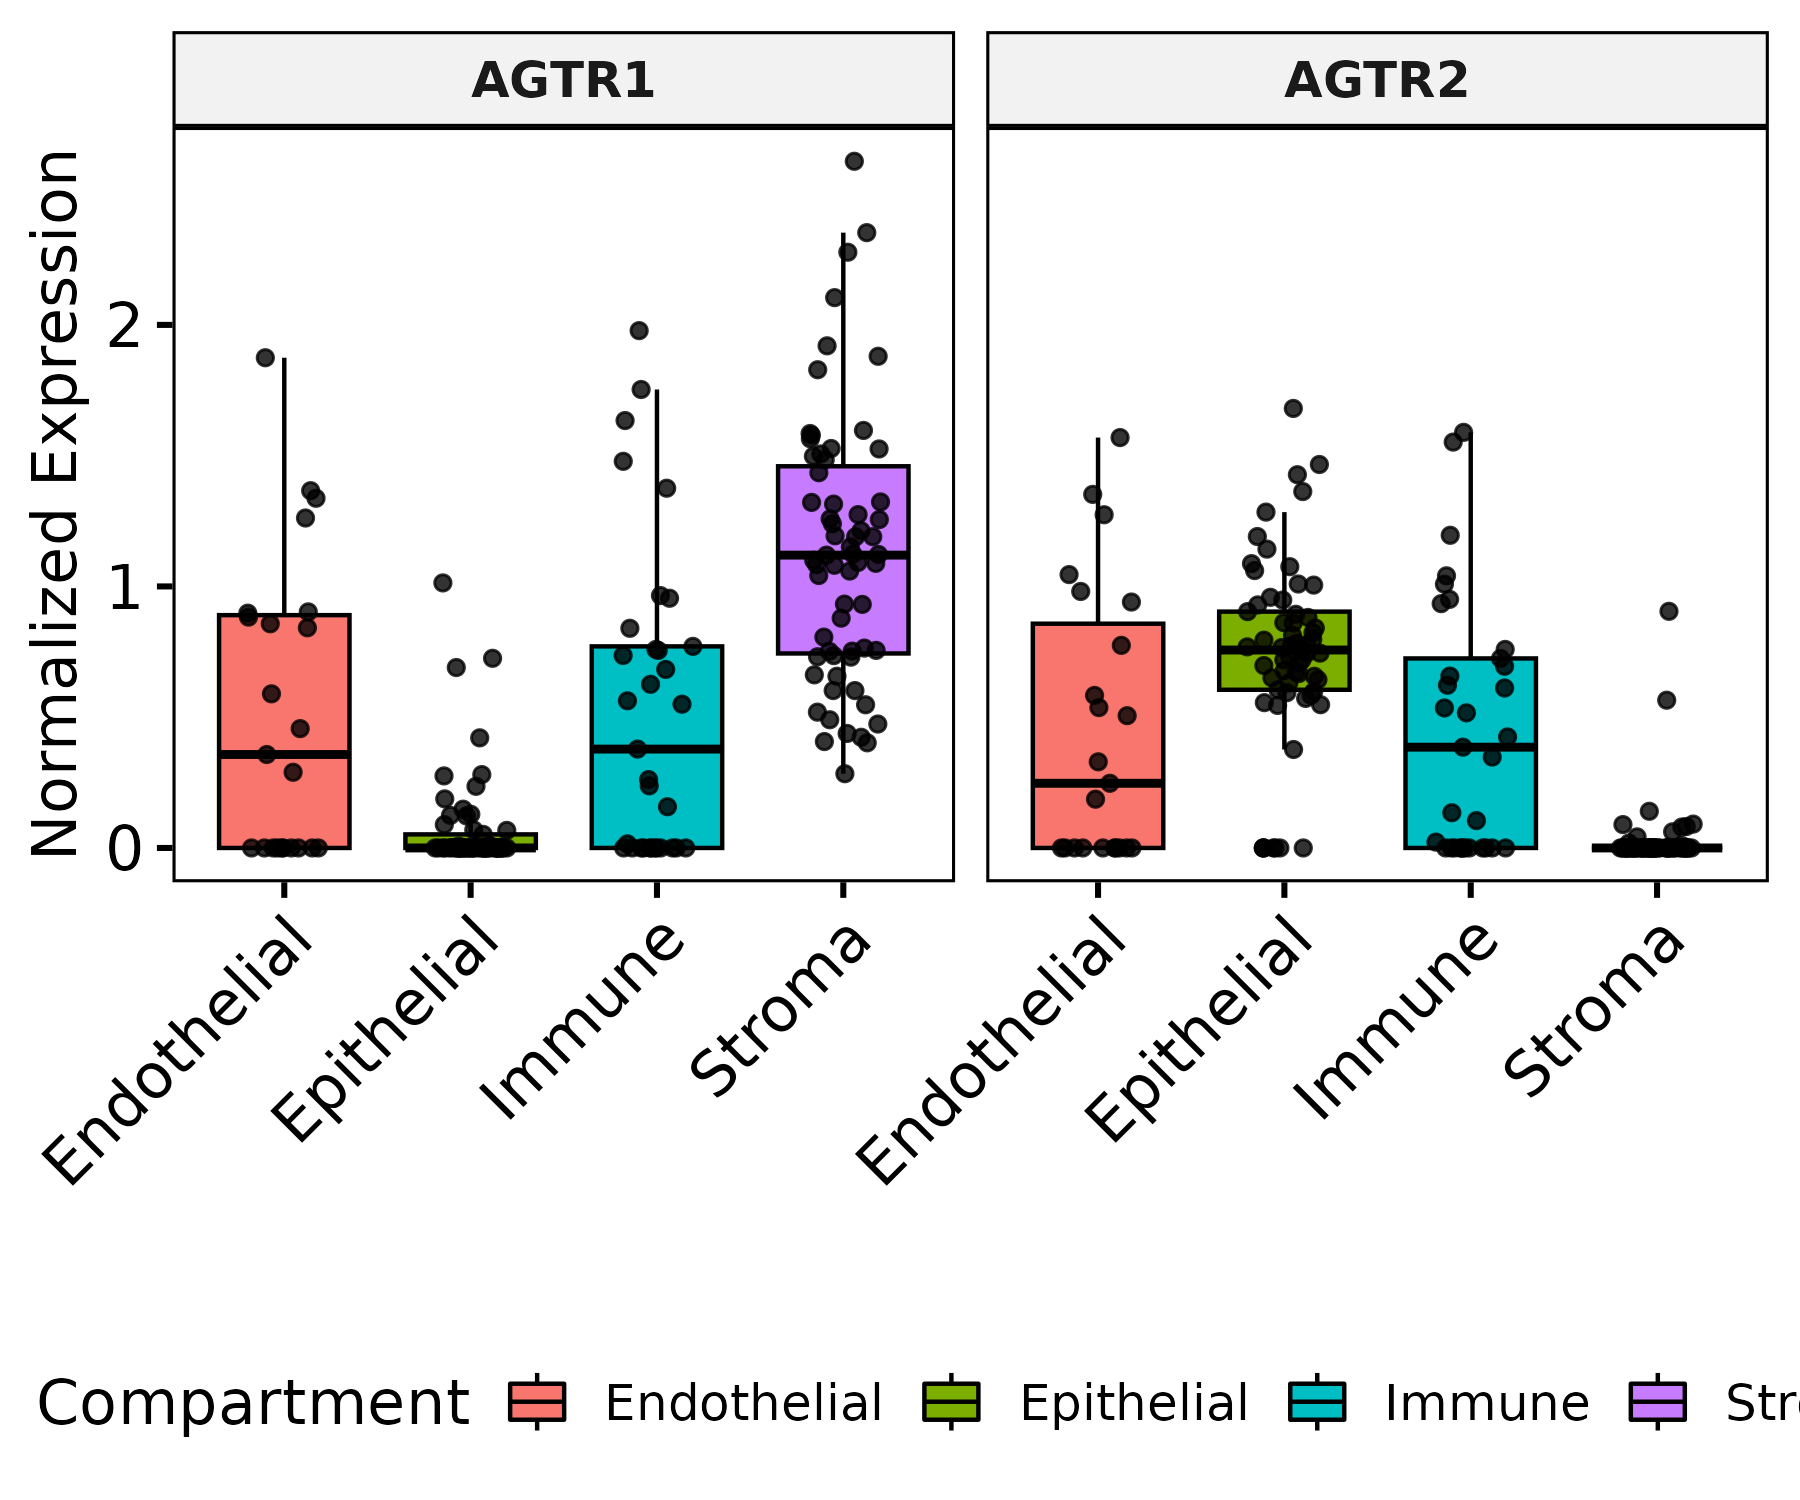 AGTR1
AGTR2
Normalized Expression
2
1
0
Endothelial
Epithelial
Immune
Stroma
Endothelial
Epithelial
Immune
Stroma
Compartment
Endothelial
Epithelial
Immune